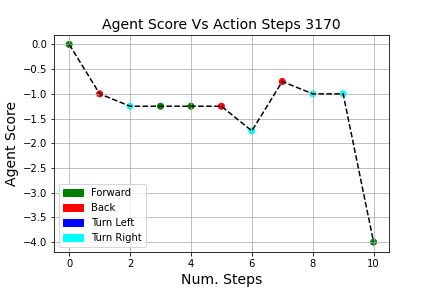 Agent Score Vs Action Steps 3170
Agent Score
0.0
−0.5
−1.0
−1.5
−2.0
−2.5
−3.0
−3.5
−4.0
Forward
Back
Turn Left
Turn Right
0 2 4 6 8 10
Num. Steps